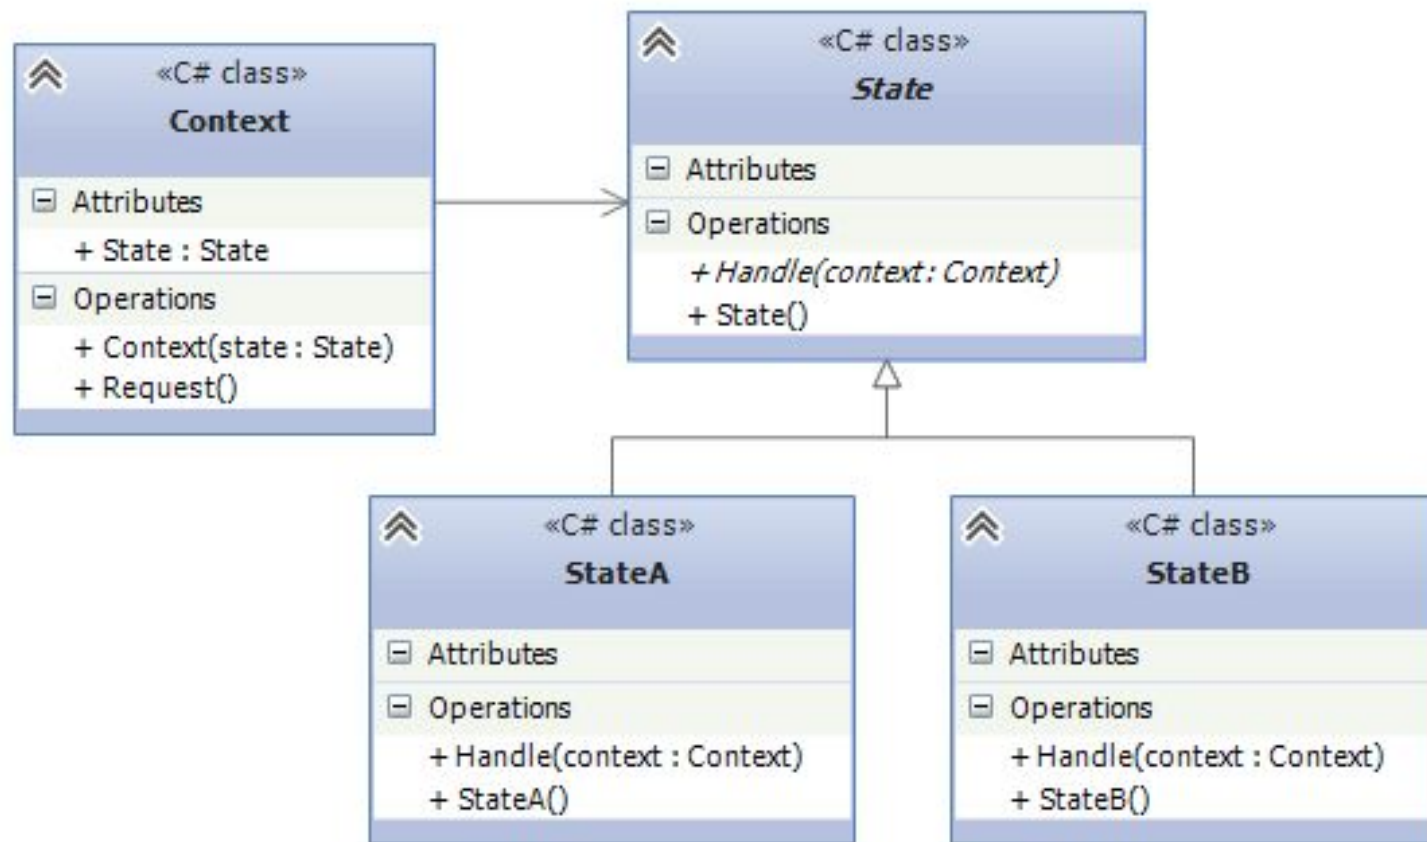 «C# class»
Context
Attributes
+ State : State
Operations
+ Context(state : State)
+ Request()
«C# class»
State
Attributes
Operations
+ Handle(context : Context)
+ State()
«C# class»
StateA
Attributes
Operations
+ Handle(context : Context)
+ StateA()
«C# class»
StateB
Attributes
Operations
+ Handle(context : Context)
+ StateB()